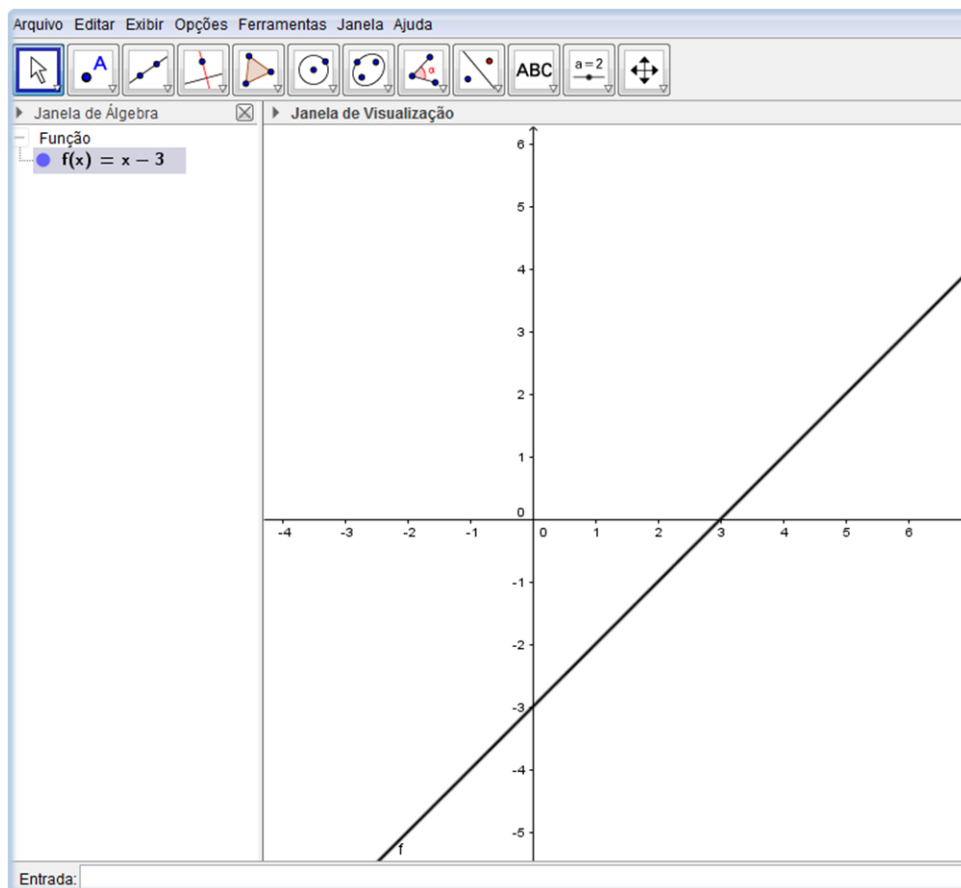 Arquivo Editar Exibir Opções Ferramentas Janela Ajuda
A
α
ABC
a=2
Janela de Álgebra
Janela de Visualização
Função
f(x) = x − 3
6
5
4
3
2
1
0
-4 -3 -2 -1 0 1 2 3 4 5 6
-1
-2
-3
-4
-5
f
Entrada: